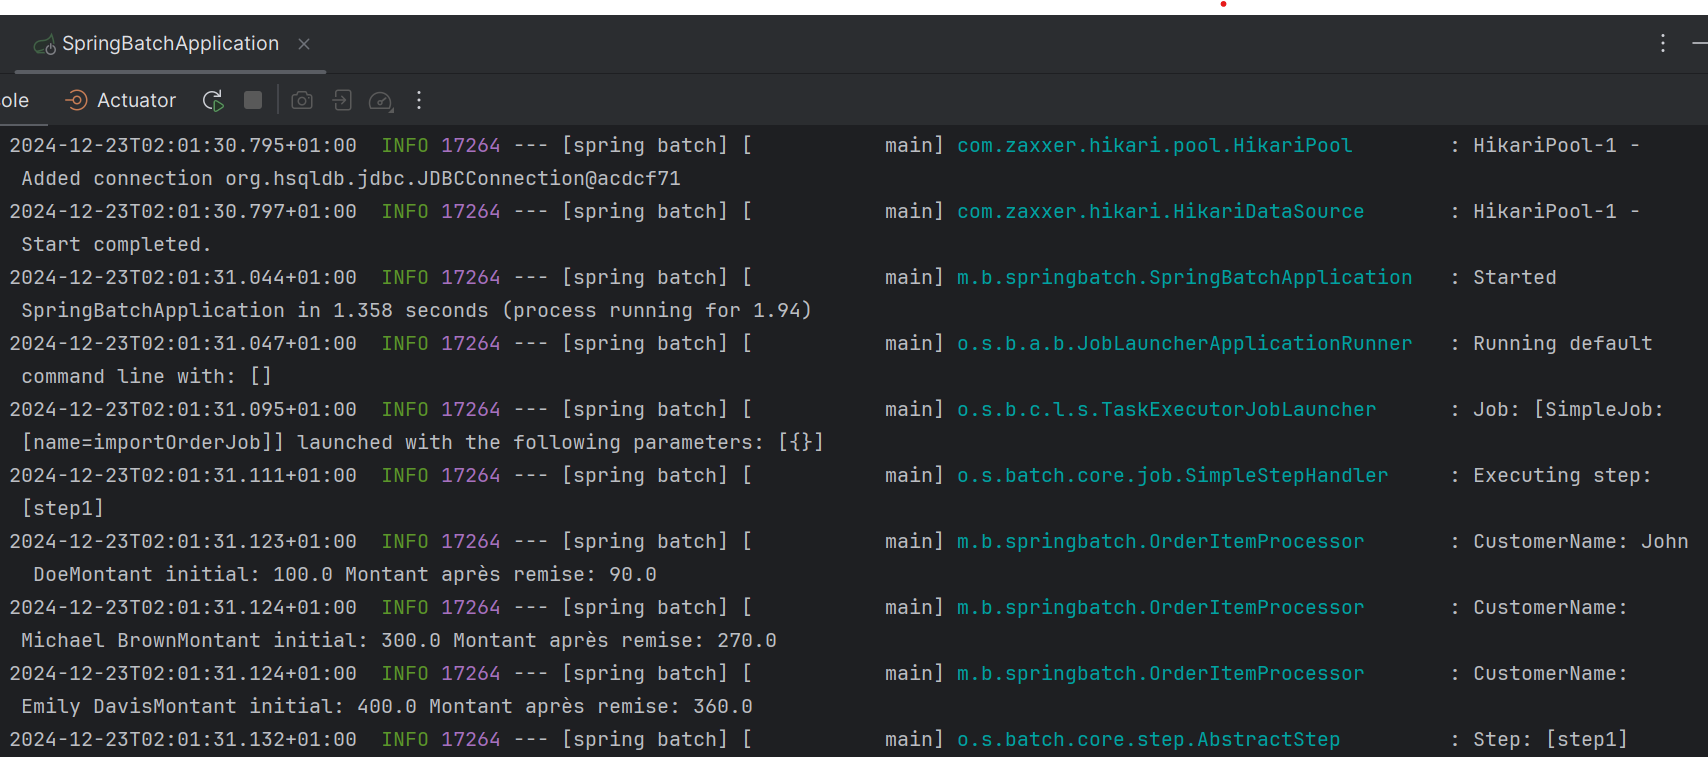 SpringBatchApplication
ole Actuator
2024-12-23T02:01:30.795+01:00  INFO 17264 --- [spring batch] [           main] com.zaxxer.hikari.pool.HikariPool        : HikariPool-1 -
Added connection org.hsqldb.jdbc.JDBCConnection@acdcf71
2024-12-23T02:01:30.797+01:00  INFO 17264 --- [spring batch] [           main] com.zaxxer.hikari.HikariDataSource       : HikariPool-1 -
Start completed.
2024-12-23T02:01:31.044+01:00  INFO 17264 --- [spring batch] [           main] m.b.springbatch.SpringBatchApplication   : Started
SpringBatchApplication in 1.358 seconds (process running for 1.94)
2024-12-23T02:01:31.047+01:00  INFO 17264 --- [spring batch] [           main] o.s.b.a.b.JobLauncherApplicationRunner   : Running default
command line with: []
2024-12-23T02:01:31.095+01:00  INFO 17264 --- [spring batch] [           main] o.s.b.c.l.s.TaskExecutorJobLauncher      : Job: [SimpleJob:
[name=importOrderJob]] launched with the following parameters: [{}]
2024-12-23T02:01:31.111+01:00  INFO 17264 --- [spring batch] [           main] o.s.batch.core.job.SimpleStepHandler     : Executing step:
[step1]
2024-12-23T02:01:31.123+01:00  INFO 17264 --- [spring batch] [           main] m.b.springbatch.OrderItemProcessor       : CustomerName: John
DoeMontant initial: 100.0 Montant après remise: 90.0
2024-12-23T02:01:31.124+01:00  INFO 17264 --- [spring batch] [           main] m.b.springbatch.OrderItemProcessor       : CustomerName:
Michael BrownMontant initial: 300.0 Montant après remise: 270.0
2024-12-23T02:01:31.124+01:00  INFO 17264 --- [spring batch] [           main] m.b.springbatch.OrderItemProcessor       : CustomerName:
Emily DavisMontant initial: 400.0 Montant après remise: 360.0
2024-12-23T02:01:31.132+01:00  INFO 17264 --- [spring batch] [           main] o.s.batch.core.step.AbstractStep         : Step: [step1]